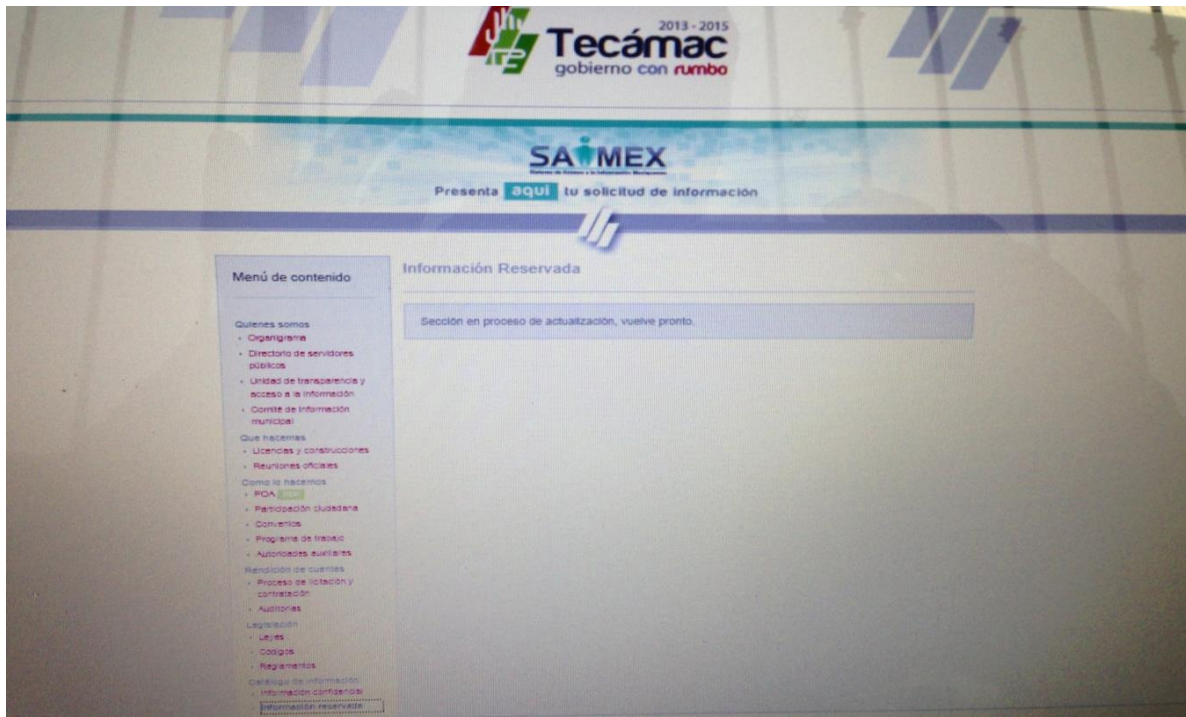 2013 - 2015
Tecámac
gobierno con rumbo
SAIMEX
Presenta aquí tu solicitud de información
Menú de contenido
Información Reservada
Sección en proceso de actualización, vuelve pronto.
Quienes somos
Organigrama
Directorio de servidores
públicos
Unidad de transparencia y
acceso a la información
Comité de información
municipal
Que hacemos
Licencias y construcciones
Reuniones oficiales
Como lo hacemos
POA
Participación ciudadana
Convenios
Programa de trabajo
Autoridades auxiliares
Rendición de cuentas
Proceso de licitación y
contratación
Auditorias
Legislación
Leyes
Codigos
Reglamentos
Catálogo de información
Información confidencial
Información reservada